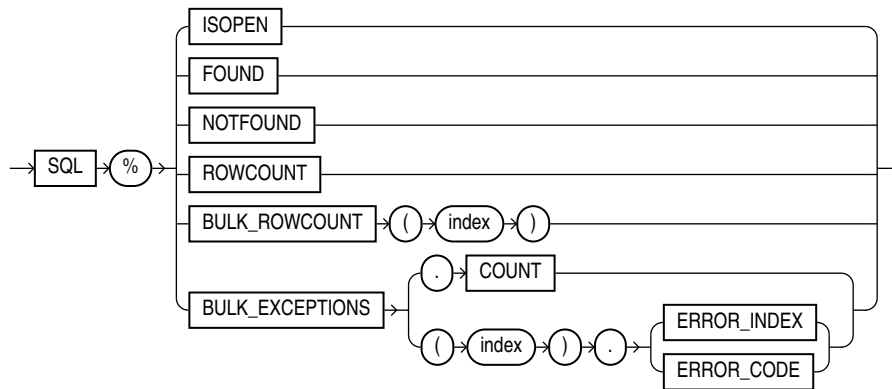 ISOPEN
FOUND
NOTFOUND
SQL %
ROWCOUNT
BULK_ROWCOUNT ( index )
. COUNT
BULK_EXCEPTIONS
ERROR_INDEX
( index ) .
ERROR_CODE